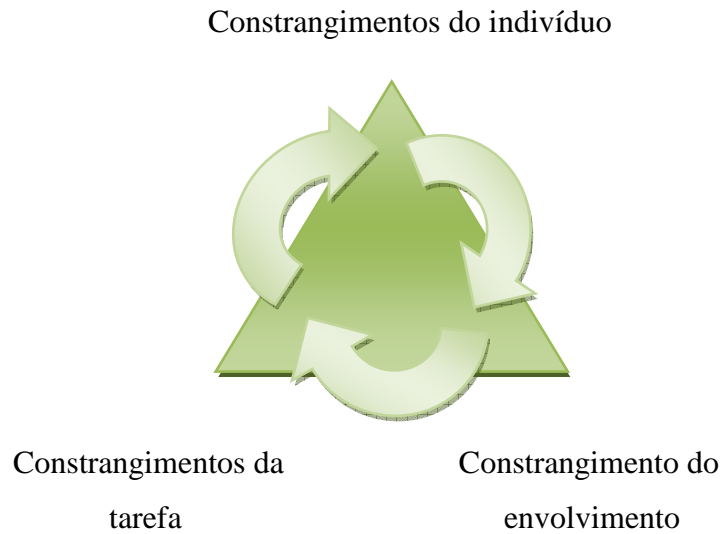 Constrangimentos do indivíduo
Constrangimentos da
tarefa
Constrangimento do
envolvimento